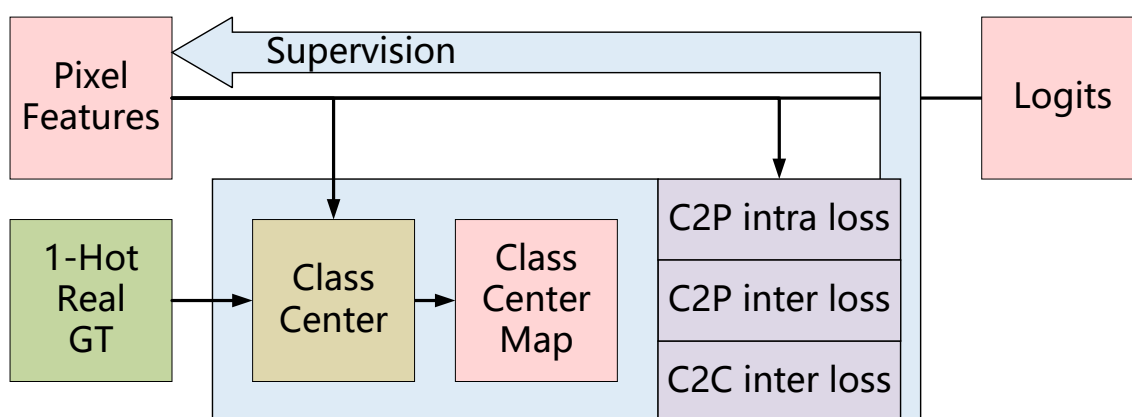 Supervision
Pixel
Features
Logits
1-Hot
Real
GT
Class
Center
Class
Center
Map
C2P intra loss
C2P inter loss
C2C inter loss